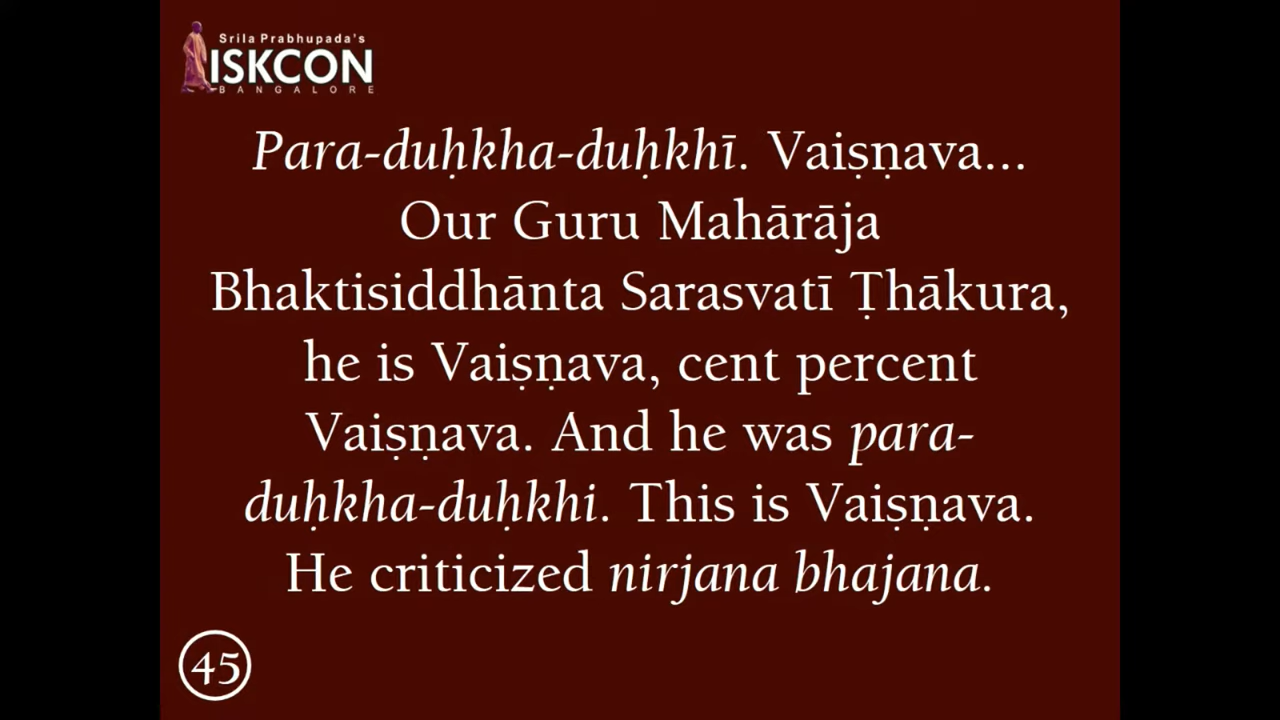 Srila Prabhupada's
ISKCON
BANGALORE
Para-duḥkha-duḥkhī. Vaiṣṇava...
Our Guru Mahārāja
Bhaktisiddhānta Sarasvatī Ṭhākura,
he is Vaiṣṇava, cent percent
Vaiṣṇava. And he was para-
duḥkha-duḥkhi. This is Vaiṣṇava.
He criticized nirjana bhajana.
45